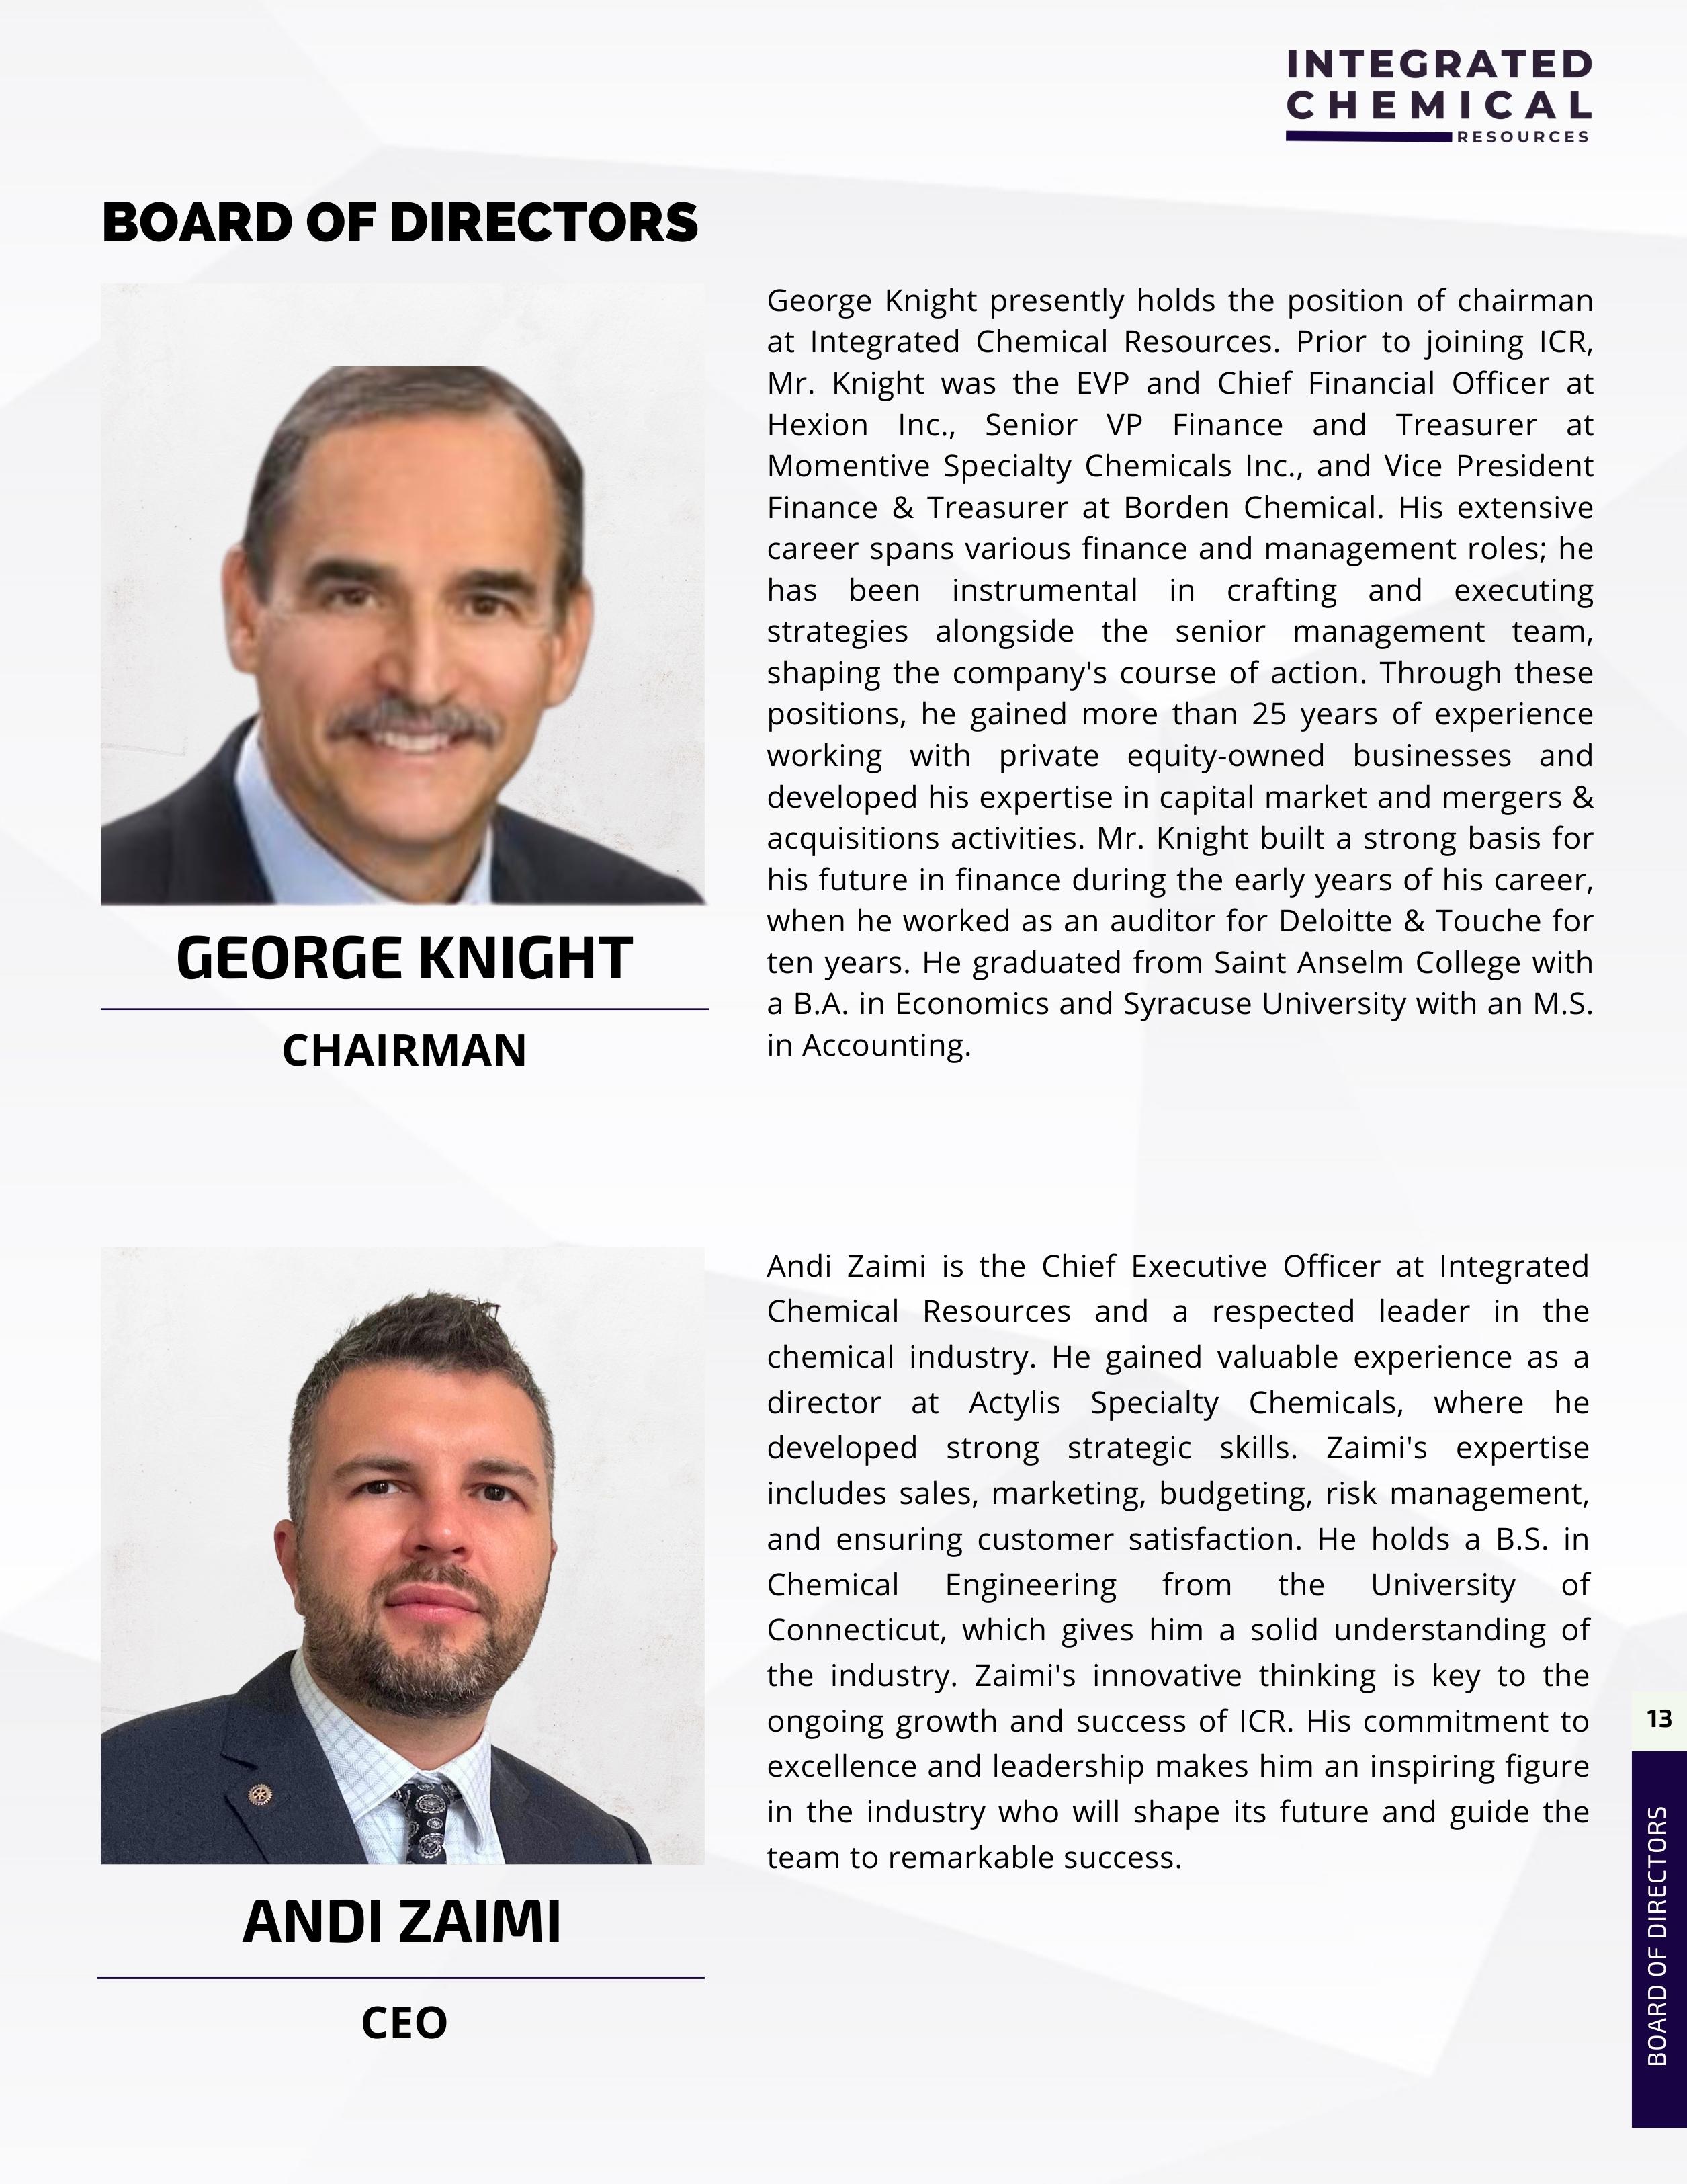 INTEGRATED
CHEMICAL
RESOURCES
BOARD OF DIRECTORS
George Knight presently holds the position of chairman
at Integrated Chemical Resources. Prior to joining ICR,
Mr. Knight was the EVP and Chief Financial Officer at
Hexion Inc., Senior VP Finance and Treasurer at
Momentive Specialty Chemicals Inc., and Vice President
Finance & Treasurer at Borden Chemical. His extensive
career spans various finance and management roles; he
has been instrumental in crafting and executing
strategies alongside the senior management team,
shaping the company's course of action. Through these
positions, he gained more than 25 years of experience
working with private equity-owned businesses and
developed his expertise in capital market and mergers &
acquisitions activities. Mr. Knight built a strong basis for
his future in finance during the early years of his career,
when he worked as an auditor for Deloitte & Touche for
ten years. He graduated from Saint Anselm College with
a B.A. in Economics and Syracuse University with an M.S.
in Accounting.
GEORGE KNIGHT
CHAIRMAN
Andi Zaimi is the Chief Executive Officer at Integrated
Chemical Resources and a respected leader in the
chemical industry. He gained valuable experience as a
director at Actylis Specialty Chemicals, where he
developed strong strategic skills. Zaimi's expertise
includes sales, marketing, budgeting, risk management,
and ensuring customer satisfaction. He holds a B.S. in
Chemical Engineering from the University of
Connecticut, which gives him a solid understanding of
the industry. Zaimi's innovative thinking is key to the
ongoing growth and success of ICR. His commitment to
excellence and leadership makes him an inspiring figure
in the industry who will shape its future and guide the
team to remarkable success.
ANDI ZAIMI
CEO
13
BOARD OF DIRECTORS